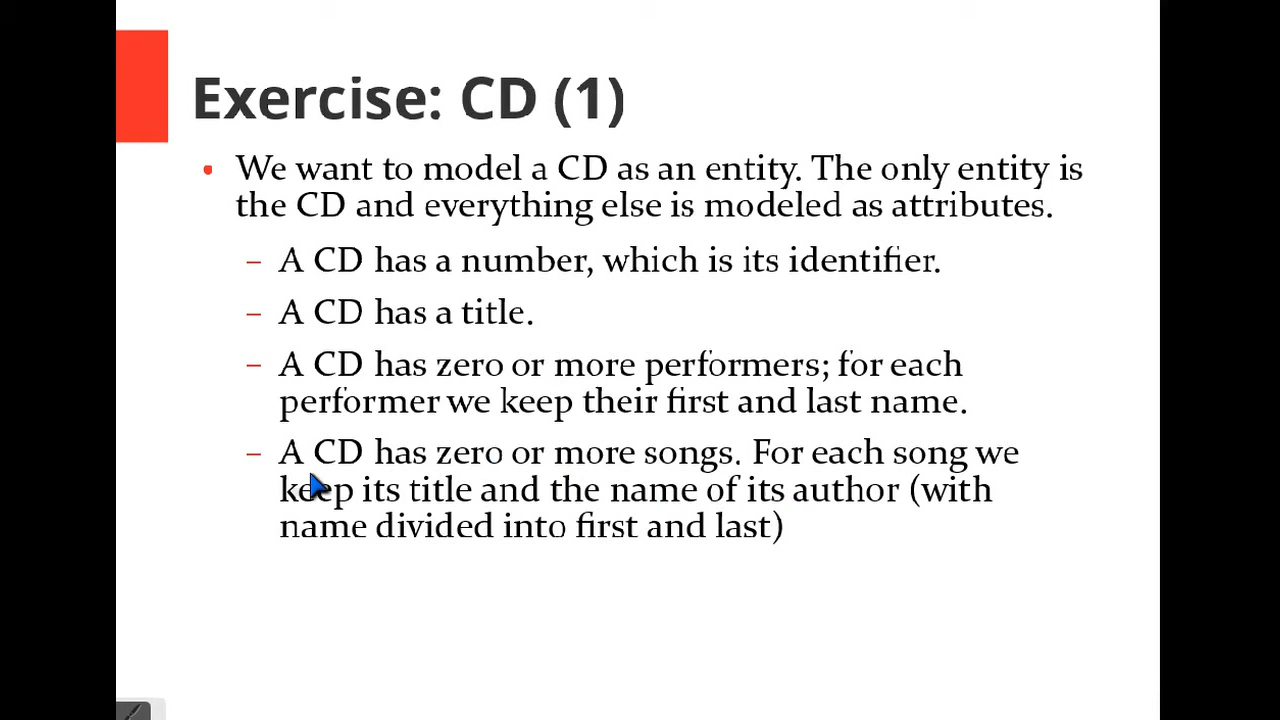 Exercise: CD (1)
• We want to model a CD as an entity. The only entity is
the CD and everything else is modeled as attributes.
– A CD has a number, which is its identifier.
– A CD has a title.
– A CD has zero or more performers; for each
performer we keep their first and last name.
– A CD has zero or more songs. For each song we
keep its title and the name of its author (with
name divided into first and last)